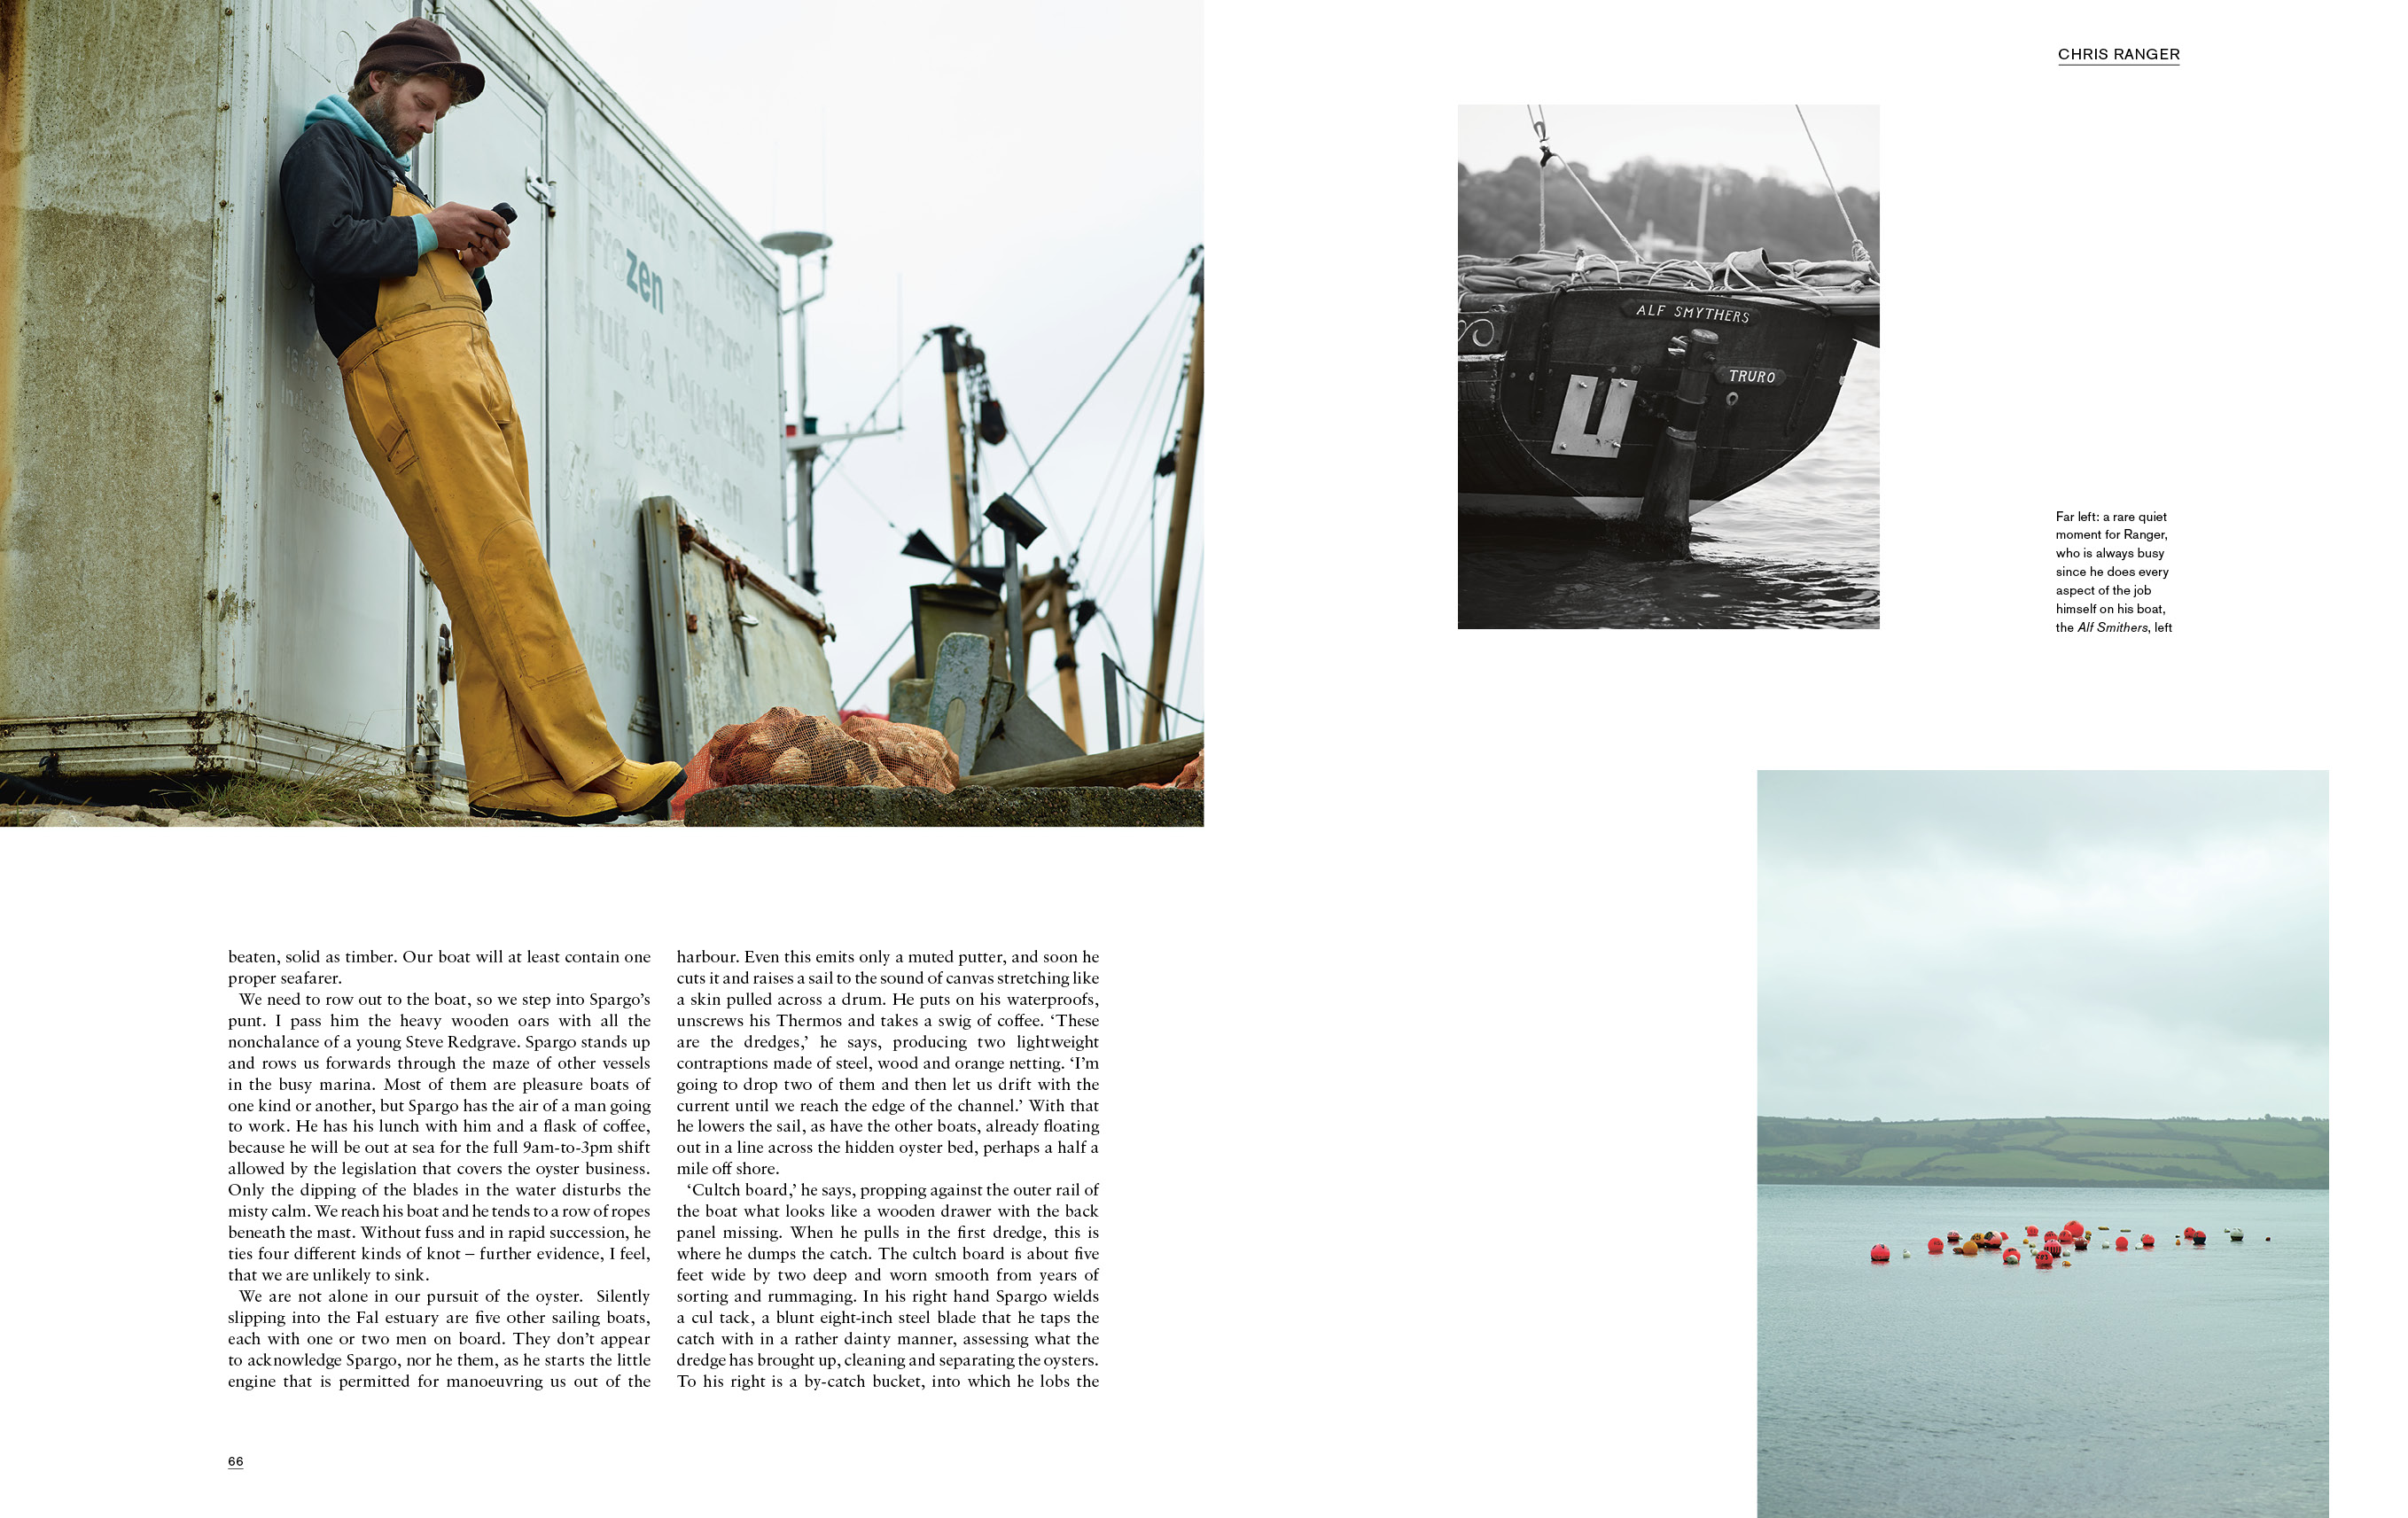 Suppliers of Fresh
Frozen Prepared
Fruit & Vegetables
CHRIS RANGER
ALF SMYTHERS
TRURO
Far left: a rare quiet
moment for Ranger,
who is always busy
since he does every
aspect of the job
himself on his boat,
the Alf Smithers, left
beaten, solid as timber. Our boat will at least contain one
proper seafarer.
We need to row out to the boat, so we step into Spargo’s
punt. I pass him the heavy wooden oars with all the
nonchalance of a young Steve Redgrave. Spargo stands up
and rows us forwards through the maze of other vessels
in the busy marina. Most of them are pleasure boats of
one kind or another, but Spargo has the air of a man going
to work. He has his lunch with him and a flask of coffee,
because he will be out at sea for the full 9am-to-3pm shift
allowed by the legislation that covers the oyster business.
Only the dipping of the blades in the water disturbs the
misty calm. We reach his boat and he tends to a row of ropes
beneath the mast. Without fuss and in rapid succession, he
ties four different kinds of knot – further evidence, I feel,
that we are unlikely to sink.
We are not alone in our pursuit of the oyster. Silently
slipping into the Fal estuary are five other sailing boats,
each with one or two men on board. They don’t appear
to acknowledge Spargo, nor he them, as he starts the little
engine that is permitted for manoeuvring us out of the
harbour. Even this emits only a muted putter, and soon he
cuts it and raises a sail to the sound of canvas stretching like
a skin pulled across a drum. He puts on his waterproofs,
unscrews his Thermos and takes a swig of coffee. ‘These
are the dredges,’ he says, producing two lightweight
contraptions made of steel, wood and orange netting. ‘I’m
going to drop two of them and then let us drift with the
current until we reach the edge of the channel.’ With that
he lowers the sail, as have the other boats, already floating
out in a line across the hidden oyster bed, perhaps a half a
mile off shore.
‘Cultch board,’ he says, propping against the outer rail of
the boat what looks like a wooden drawer with the back
panel missing. When he pulls in the first dredge, this is
where he dumps the catch. The cultch board is about five
feet wide by two deep and worn smooth from years of
sorting and rummaging. In his right hand Spargo wields
a cul tack, a blunt eight-inch steel blade that he taps the
catch with in a rather dainty manner, assessing what the
dredge has brought up, cleaning and separating the oysters.
To his right is a by-catch bucket, into which he lobs the
66